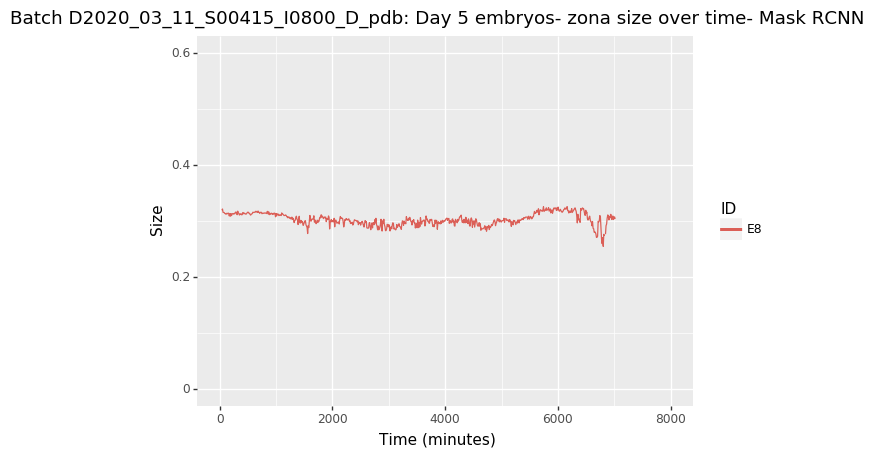 Batch D2020_03_11_S00415_I0800_D_pdb: Day 5 embryos- zona size over time- Mask RCNN
0.6
0.4
0.2
0
Size
0 2000 4000 6000 8000
Time (minutes)
ID
E8